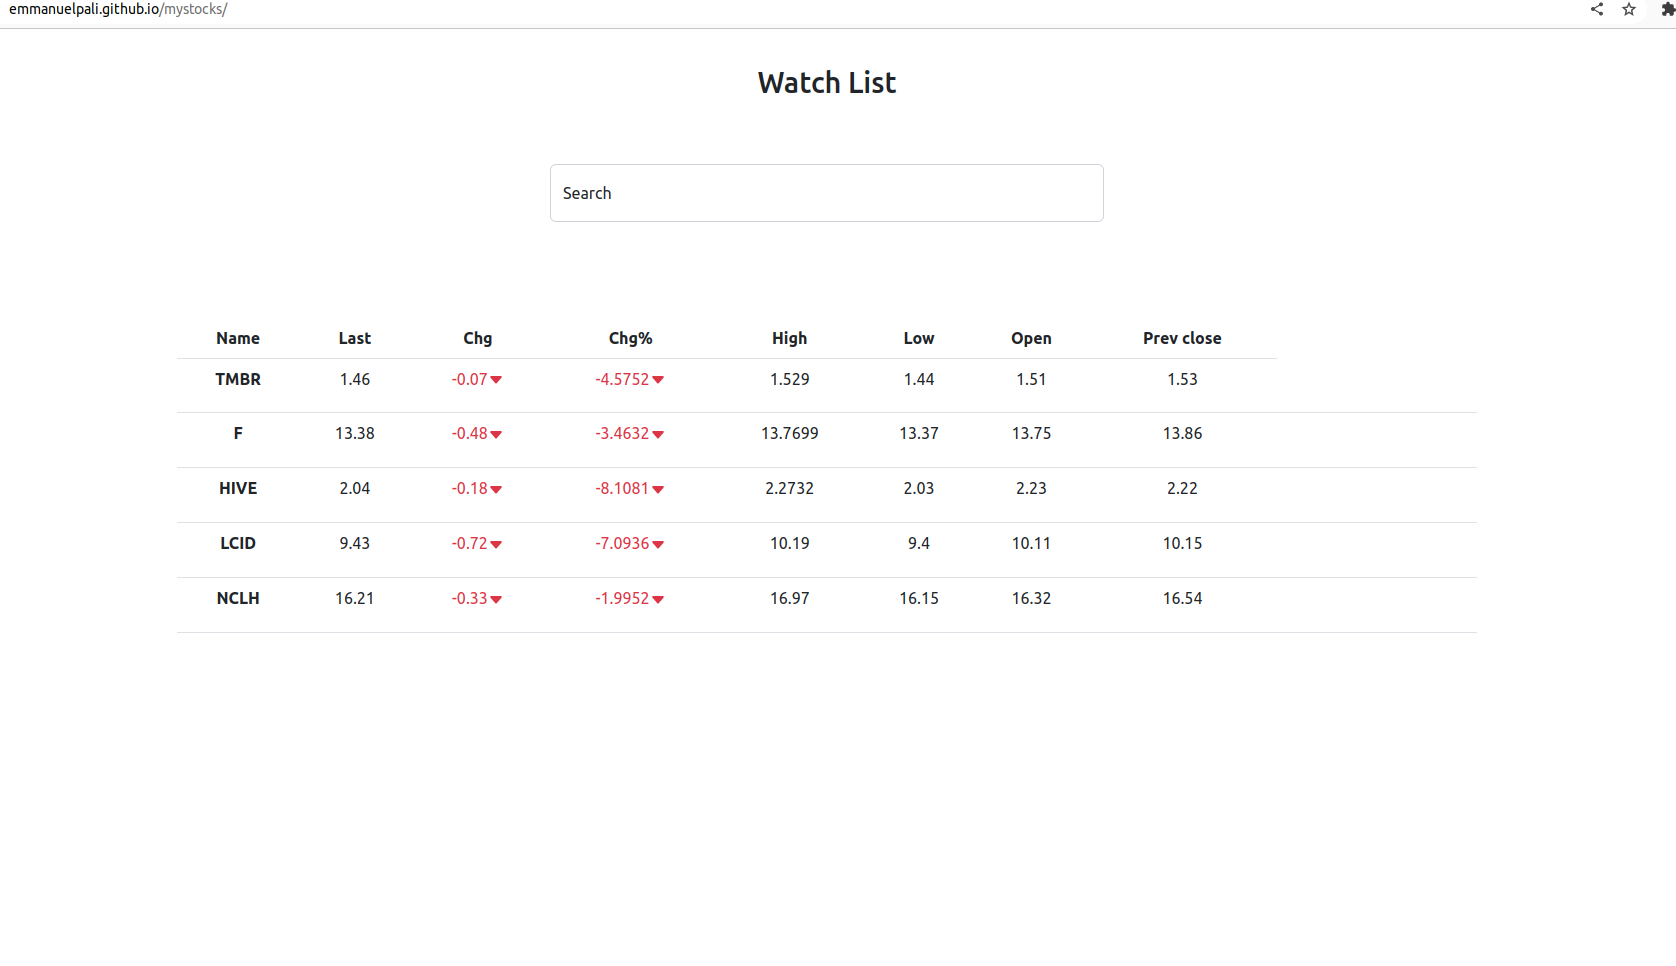 emmanuelpali.github.io/mystocks/
Watch List
Search
Name Last Chg Chg% High Low Open Prev close
TMBR 1.46 -0.07 -4.5752 1.529 1.44 1.51 1.53
F 13.38 -0.48 -3.4632 13.7699 13.37 13.75 13.86
HIVE 2.04 -0.18 -8.1081 2.2732 2.03 2.23 2.22
LCID 9.43 -0.72 -7.0936 10.19 9.4 10.11 10.15
NCLH 16.21 -0.33 -1.9952 16.97 16.15 16.32 16.54